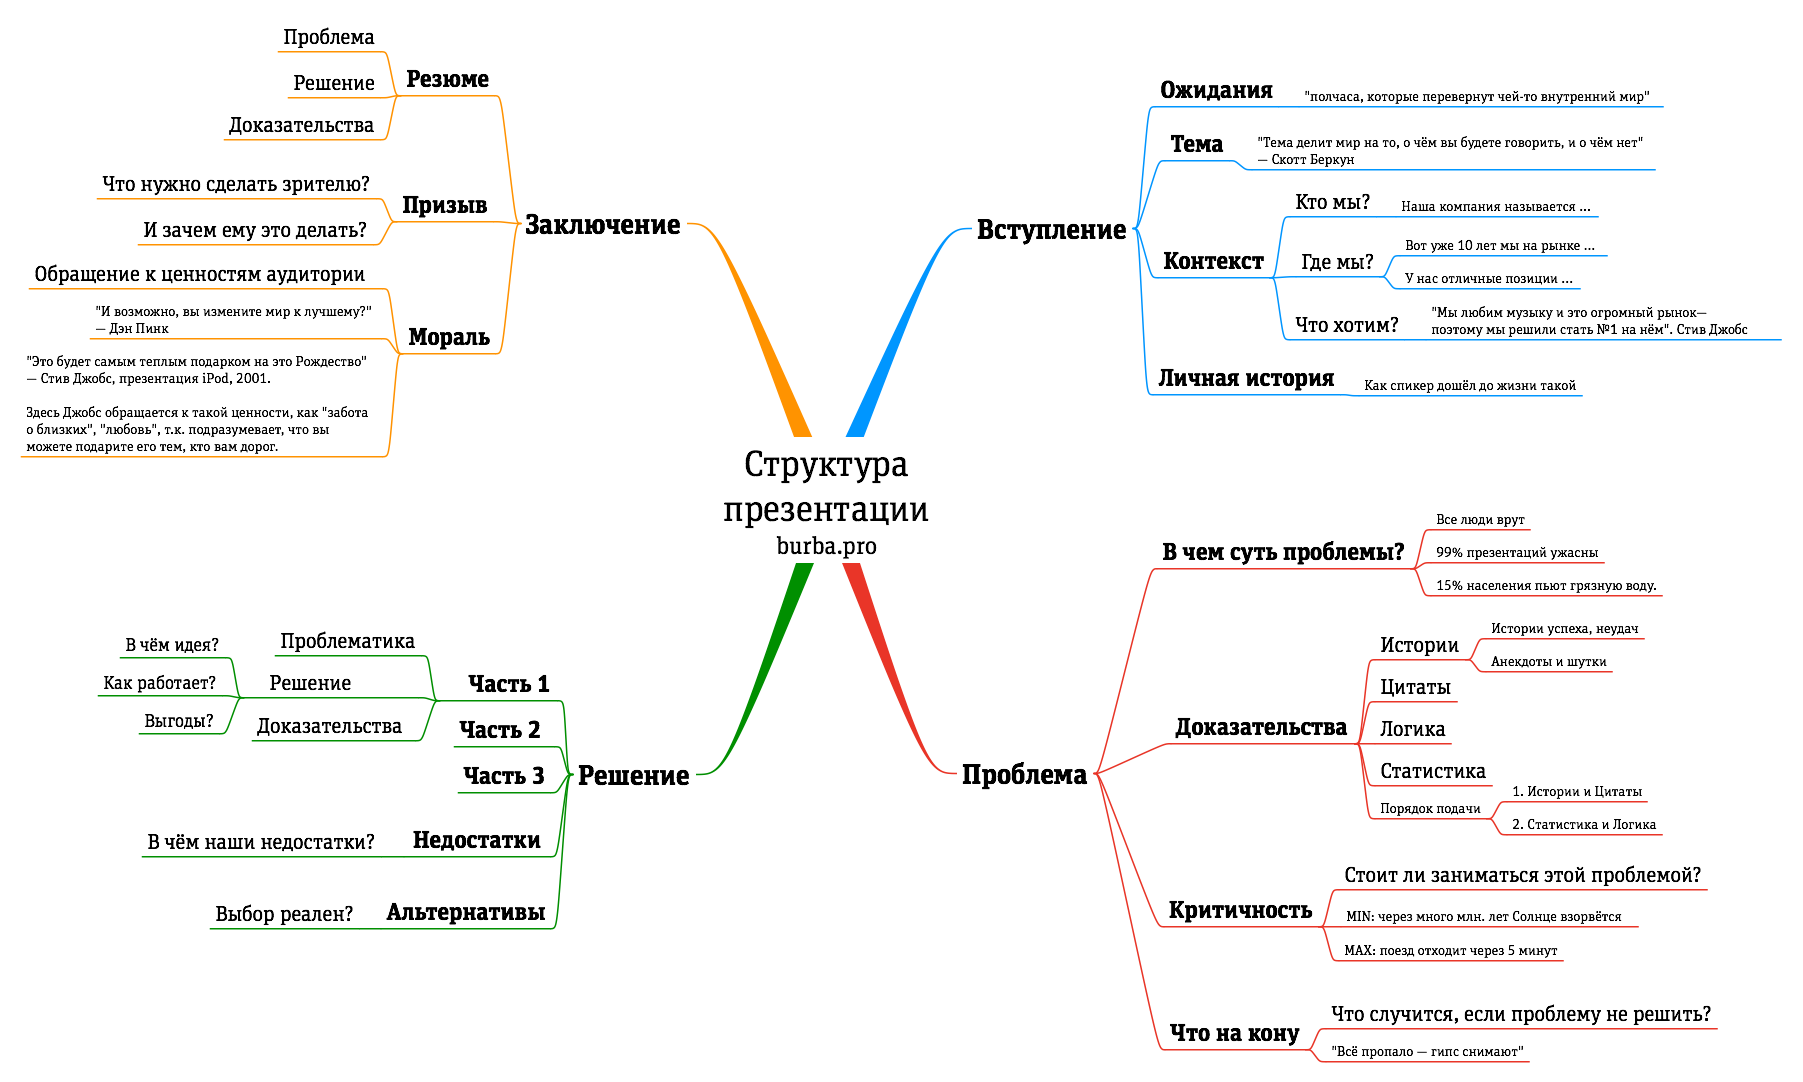 Структура
презентации
burba.pro
Вступление
Ожидания
"полчаса, которые перевернут чей-то внутренний мир"
Тема
"Тема делит мир на то, о чём вы будете говорить, и о чём нет"
— Скотт Беркун
Контекст
Кто мы?
Наша компания называется ...
Где мы?
Вот уже 10 лет мы на рынке ...
У нас отличные позиции ...
Что хотим?
"Мы любим музыку и это огромный рынок—
поэтому мы решили стать №1 на нём". Стив Джобс
Личная история
Как спикер дошёл до жизни такой
Проблема
В чем суть проблемы?
Все люди врут
99% презентаций ужасны
15% населения пьют грязную воду.
Доказательства
Истории
Истории успеха, неудач
Анекдоты и шутки
Цитаты
Логика
Статистика
Порядок подачи
1. Истории и Цитаты
2. Статистика и Логика
Критичность
Стоит ли заниматься этой проблемой?
MIN: через много млн. лет Солнце взорвётся
MAX: поезд отходит через 5 минут
Что на кону
Что случится, если проблему не решить?
"Всё пропало — гипс снимают"
Решение
Часть 1
Проблематика
Решение
В чём идея?
Как работает?
Выгоды?
Доказательства
Часть 2
Часть 3
Недостатки
В чём наши недостатки?
Альтернативы
Выбор реален?
Заключение
Резюме
Проблема
Решение
Доказательства
Призыв
Что нужно сделать зрителю?
И зачем ему это делать?
Мораль
Обращение к ценностям аудитории
"И возможно, вы измените мир к лучшему?"
— Дэн Пинк
"Это будет самым теплым подарком на это Рождество"
— Стив Джобс, презентация iPod, 2001.
Здесь Джобс обращается к такой ценности, как "забота
о близких", "любовь", т.к. подразумевает, что вы
можете подарите его тем, кто вам дорог.